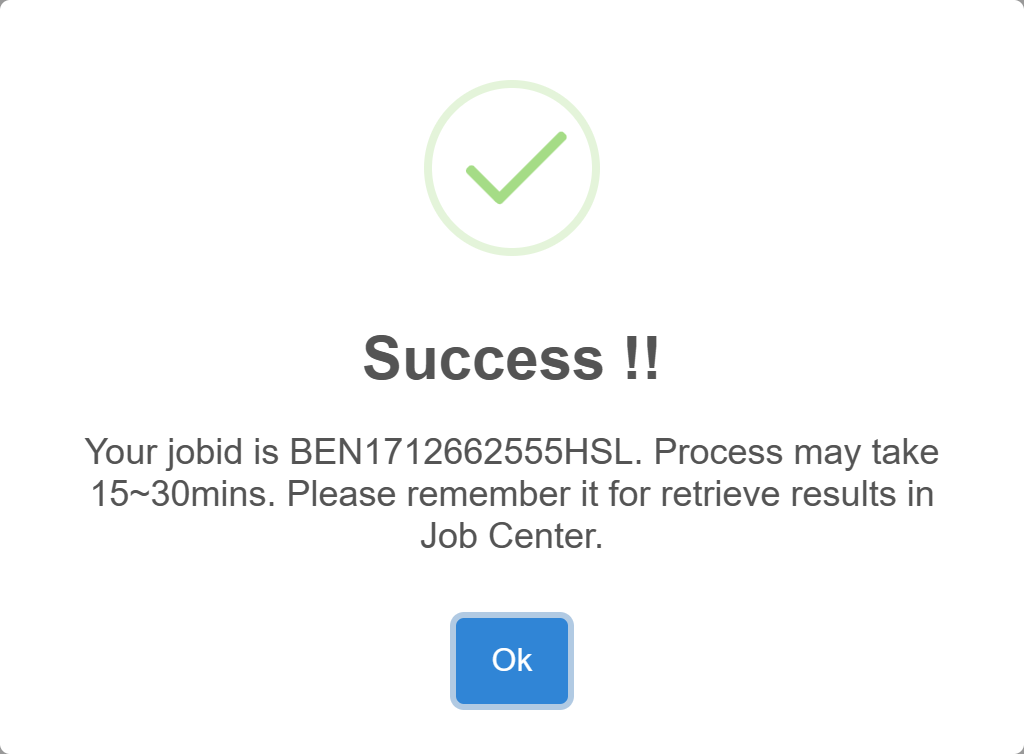 Success !!
Your jobid is BEN1712662555HSL. Process may take
15~30mins. Please remember it for retrieve results in
Job Center.
Ok